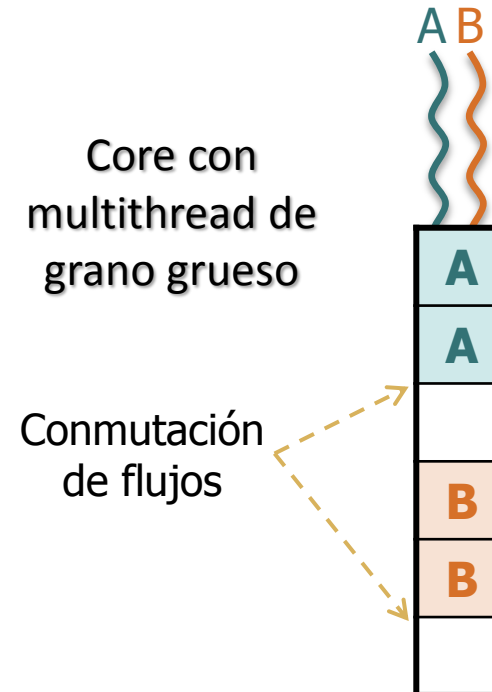 A B
Core con
multithread de
grano grueso
A
A
Conmutación
de flujos
B
B